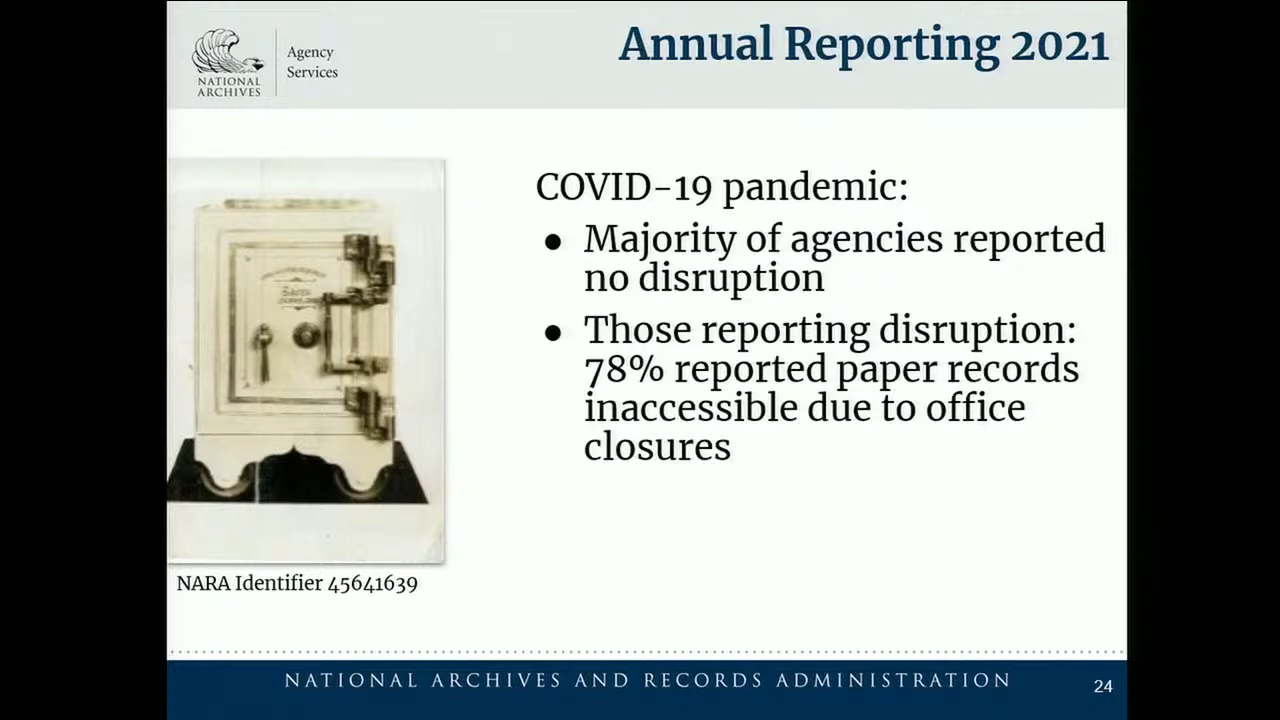 NATIONAL
ARCHIVES
Agency
Services
Annual Reporting 2021
COVID-19 pandemic:
● Majority of agencies reported
no disruption
● Those reporting disruption:
78% reported paper records
inaccessible due to office
closures
NARA Identifier 45641639
NATIONAL ARCHIVES AND RECORDS ADMINISTRATION
24